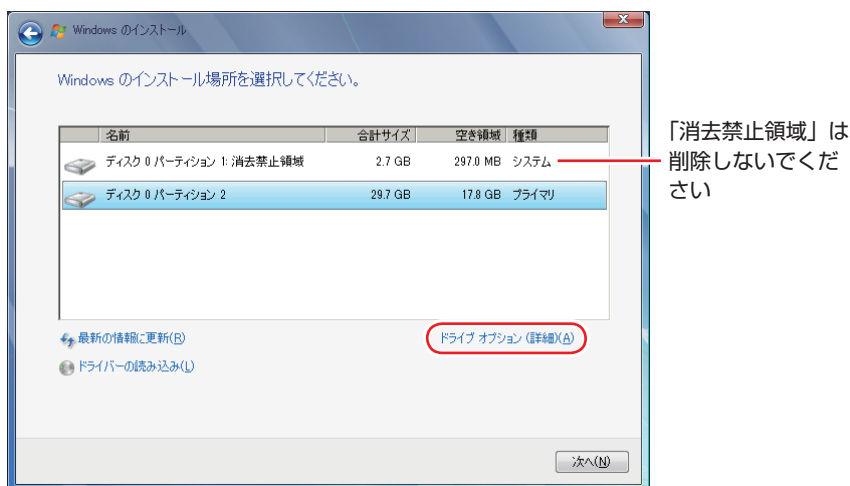 Windows のインストール
Windows のインストール場所を選択してください。
名前 合計サイズ 空き領域 種類
ディスク 0 パーティション 1: 消去禁止領域 2.7 GB 297.0 MB システム
ディスク 0 パーティション 2 29.7 GB 17.8 GB プライマリ
「消去禁止領域」は
削除しないでくだ
さい
最新の情報に更新(R) ドライブ オプション (詳細)(A)
ドライバーの読み込み(L)
次へ(N)